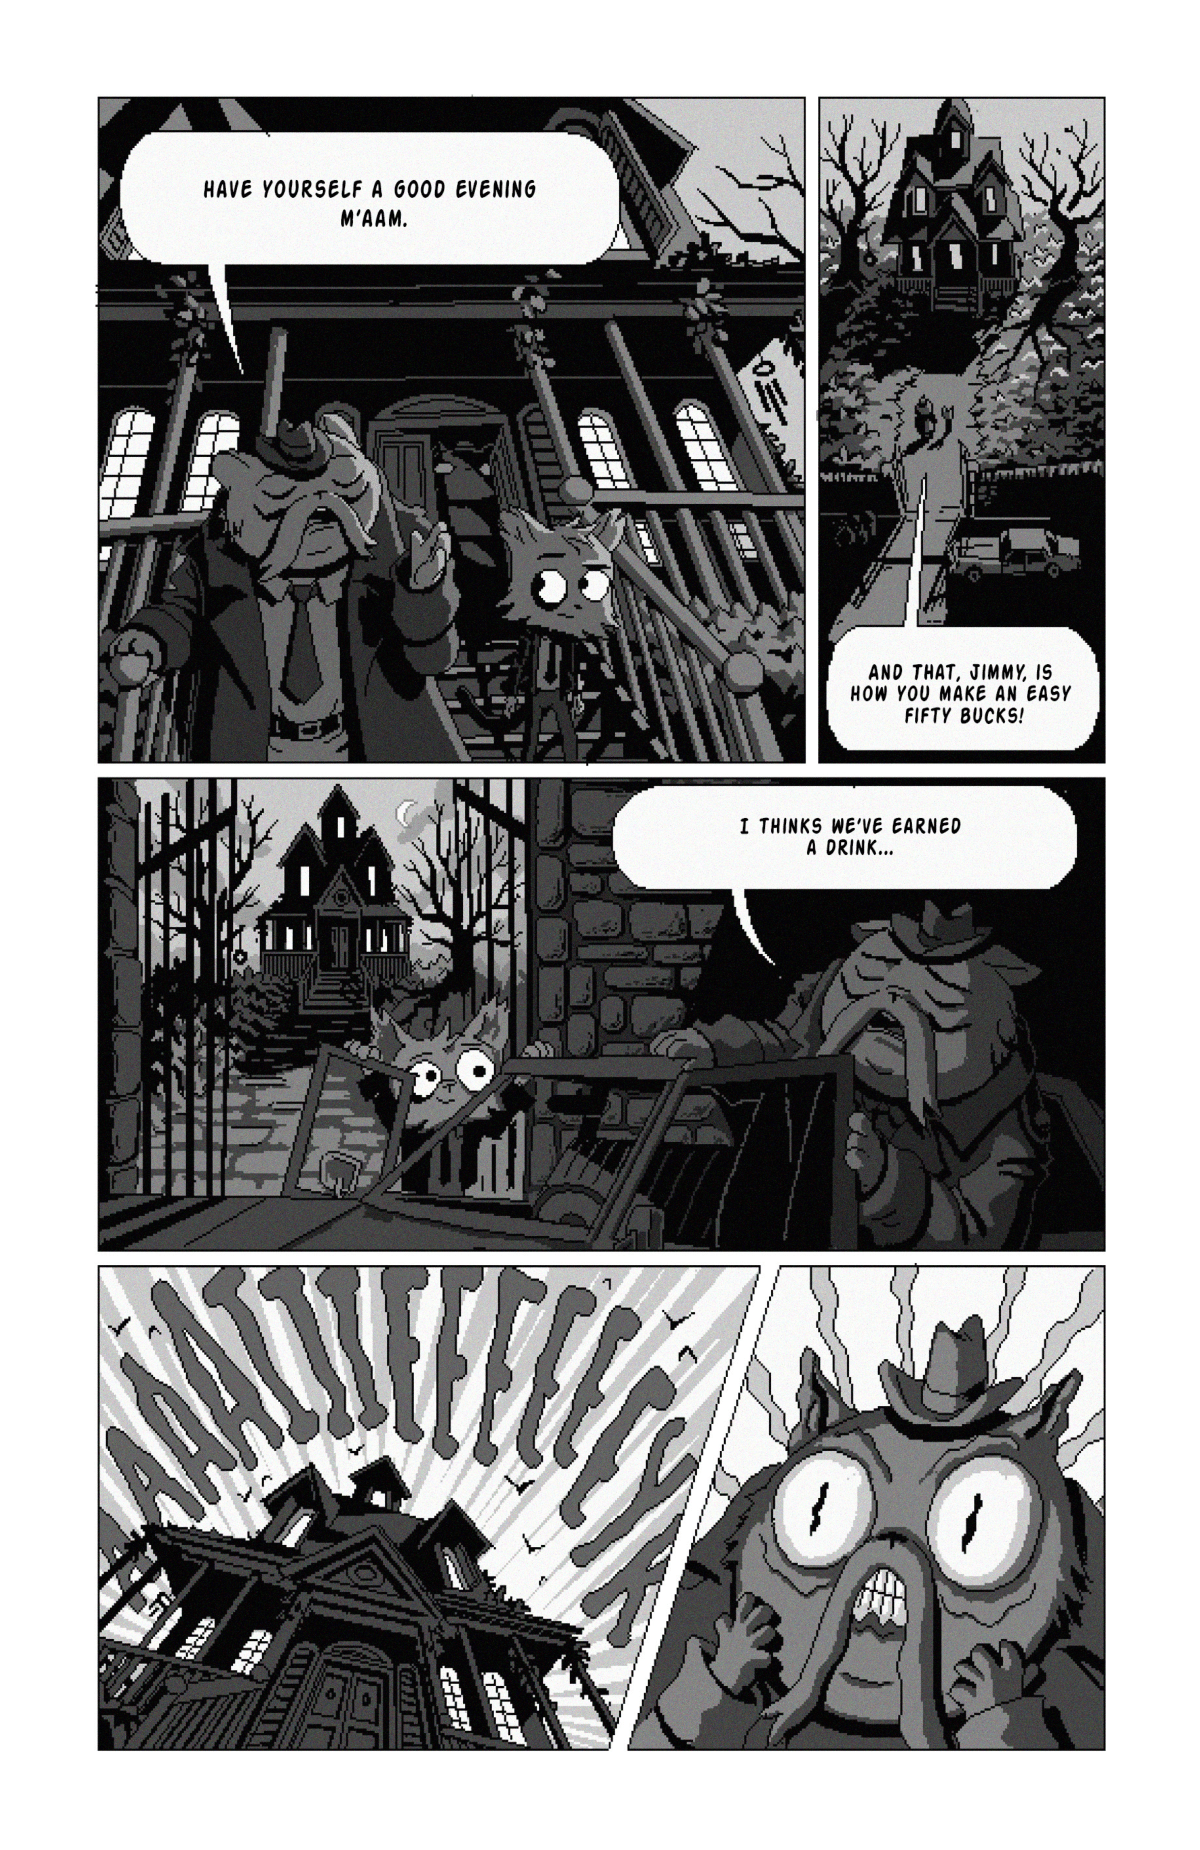 HAVE YOURSELF A GOOD EVENING
M'AAM.
AND THAT, JIMMY, IS
HOW YOU MAKE AN EASY
FIFTY BUCKS!
I THINKS WE'VE EARNED
A DRINK...